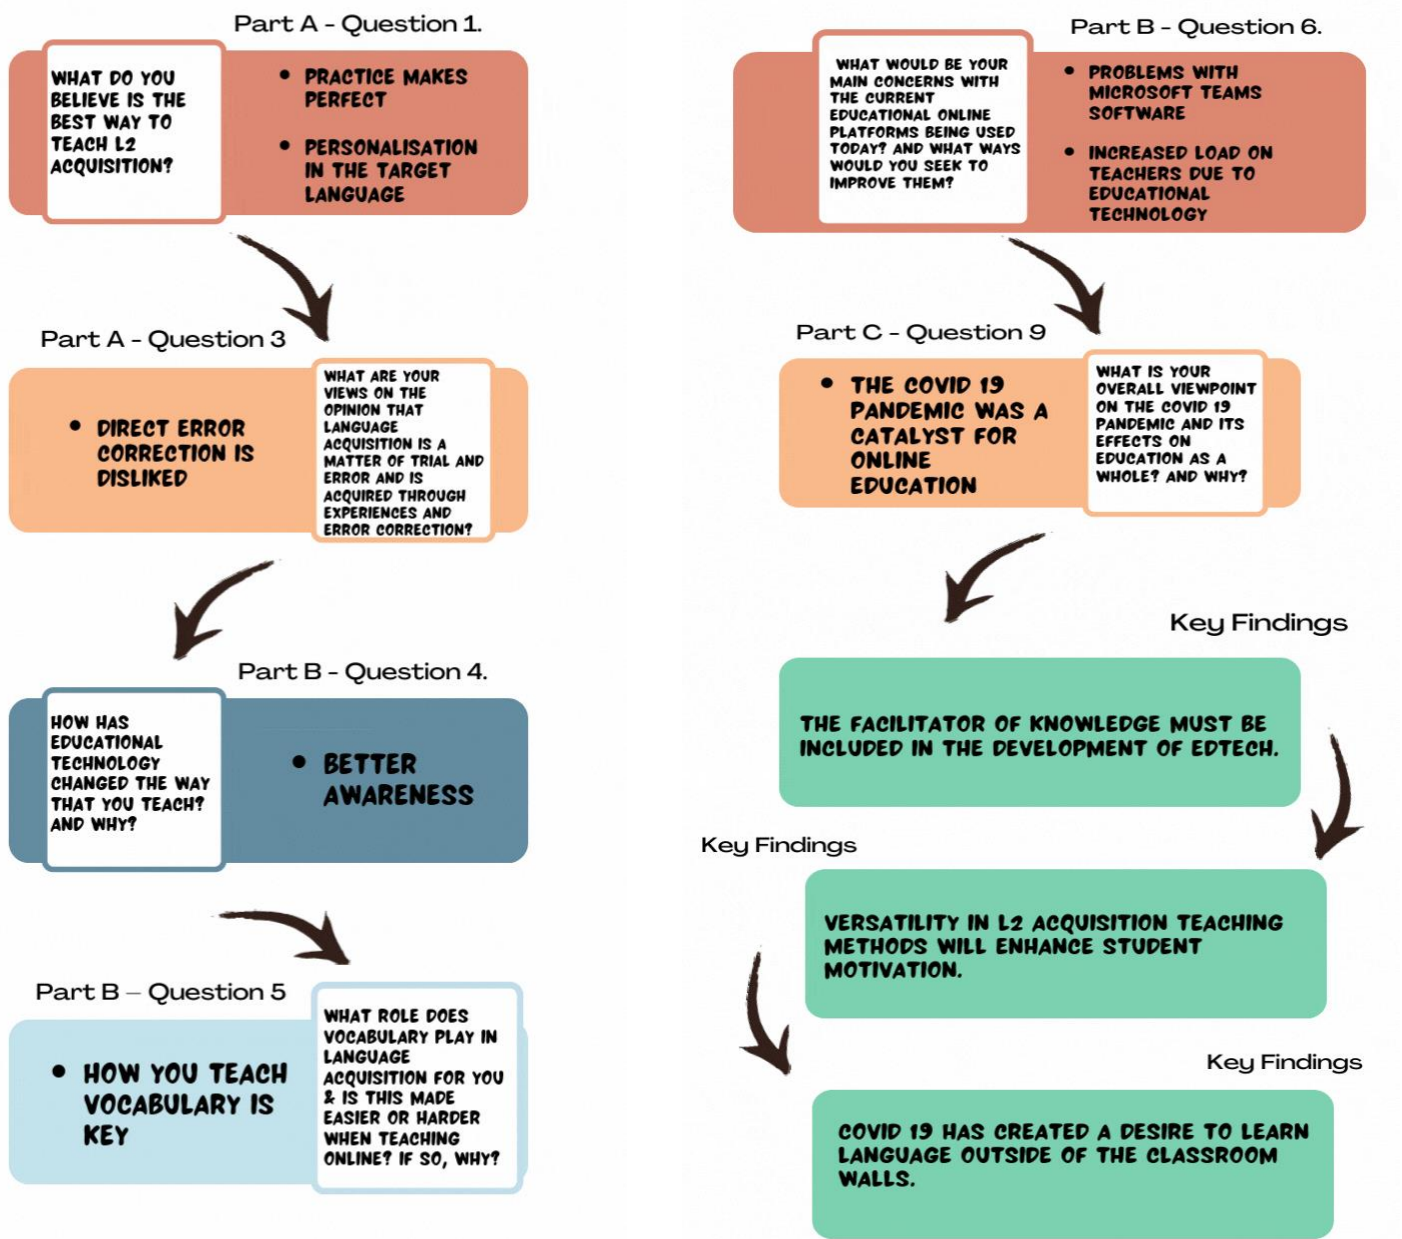 Part A - Question 1.
WHAT DO YOU
BELIEVE IS THE
BEST WAY TO
TEACH L2
ACQUISITION?
• PRACTICE MAKES
PERFECT
• PERSONALISATION
IN THE TARGET
LANGUAGE
Part A - Question 3
• DIRECT ERROR
CORRECTION IS
DISLIKED
WHAT ARE YOUR
VIEWS ON THE
OPINION THAT
LANGUAGE
ACQUISITION IS A
MATTER OF TRIAL AND
ERROR AND IS
ACQUIRED THROUGH
EXPERIENCES AND
ERROR CORRECTION?
Part B - Question 4.
HOW HAS
EDUCATIONAL
TECHNOLOGY
CHANGED THE WAY
THAT YOU TEACH?
AND WHY?
• BETTER
AWARENESS
Part B – Question 5
• HOW YOU TEACH
VOCABULARY IS
KEY
WHAT ROLE DOES
VOCABULARY PLAY IN
LANGUAGE
ACQUISITION FOR YOU
& IS THIS MADE
EASIER OR HARDER
WHEN TEACHING
ONLINE? IF SO, WHY?
Part B - Question 6.
WHAT WOULD BE YOUR
MAIN CONCERNS WITH
THE CURRENT
EDUCATIONAL ONLINE
PLATFORMS BEING USED
TODAY? AND WHAT WAYS
WOULD YOU SEEK TO
IMPROVE THEM?
• PROBLEMS WITH
MICROSOFT TEAMS
SOFTWARE
• INCREASED LOAD ON
TEACHERS DUE TO
EDUCATIONAL
TECHNOLOGY
Part C - Question 9
• THE COVID 19
PANDEMIC WAS A
CATALYST FOR
ONLINE
EDUCATION
WHAT IS YOUR
OVERALL VIEWPOINT
ON THE COVID 19
PANDEMIC AND ITS
EFFECTS ON
EDUCATION AS A
WHOLE? AND WHY?
Key Findings
THE FACILITATOR OF KNOWLEDGE MUST BE
INCLUDED IN THE DEVELOPMENT OF EDTECH.
Key Findings
VERSATILITY IN L2 ACQUISITION TEACHING
METHODS WILL ENHANCE STUDENT
MOTIVATION.
Key Findings
COVID 19 HAS CREATED A DESIRE TO LEARN
LANGUAGE OUTSIDE OF THE CLASSROOM
WALLS.